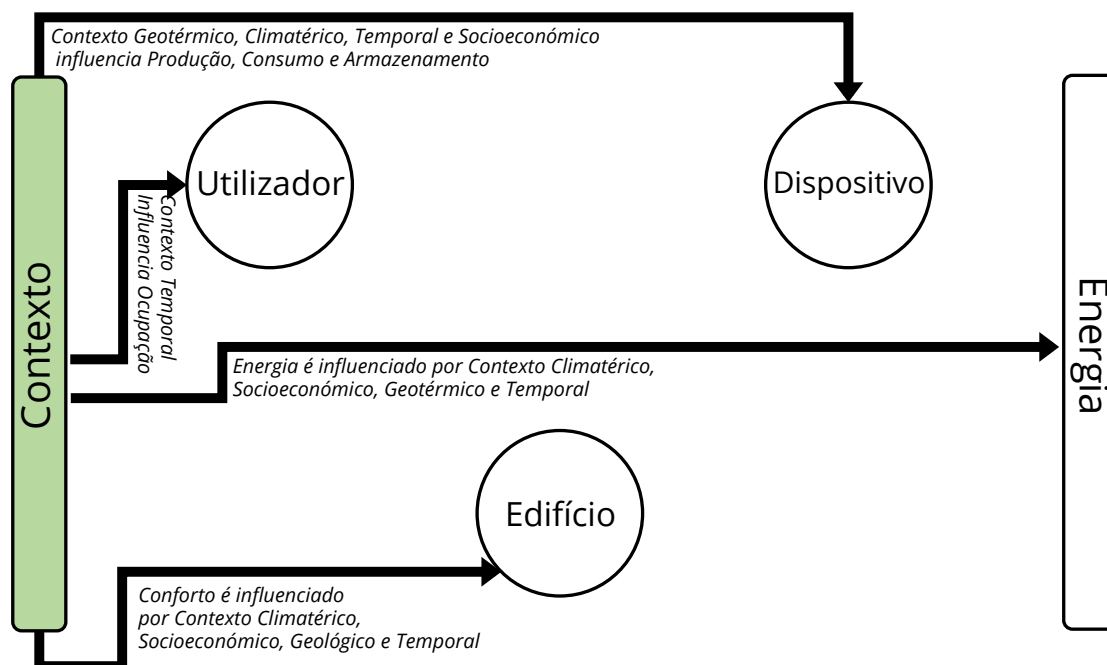 Contexto Geotérmico, Climatérico, Temporal e Socioeconómico
influencia Produção, Consumo e Armazenamento
Utilizador
Dispositivo
Contexto Temporal
Influencia Ocupação
Contexto
Energia
Energia é influenciado por Contexto Climatérico,
Socioeconómico, Geotérmico e Temporal
Edifício
Conforto é influenciado
por Contexto Climatérico,
Socioeconómico, Geológico e Temporal